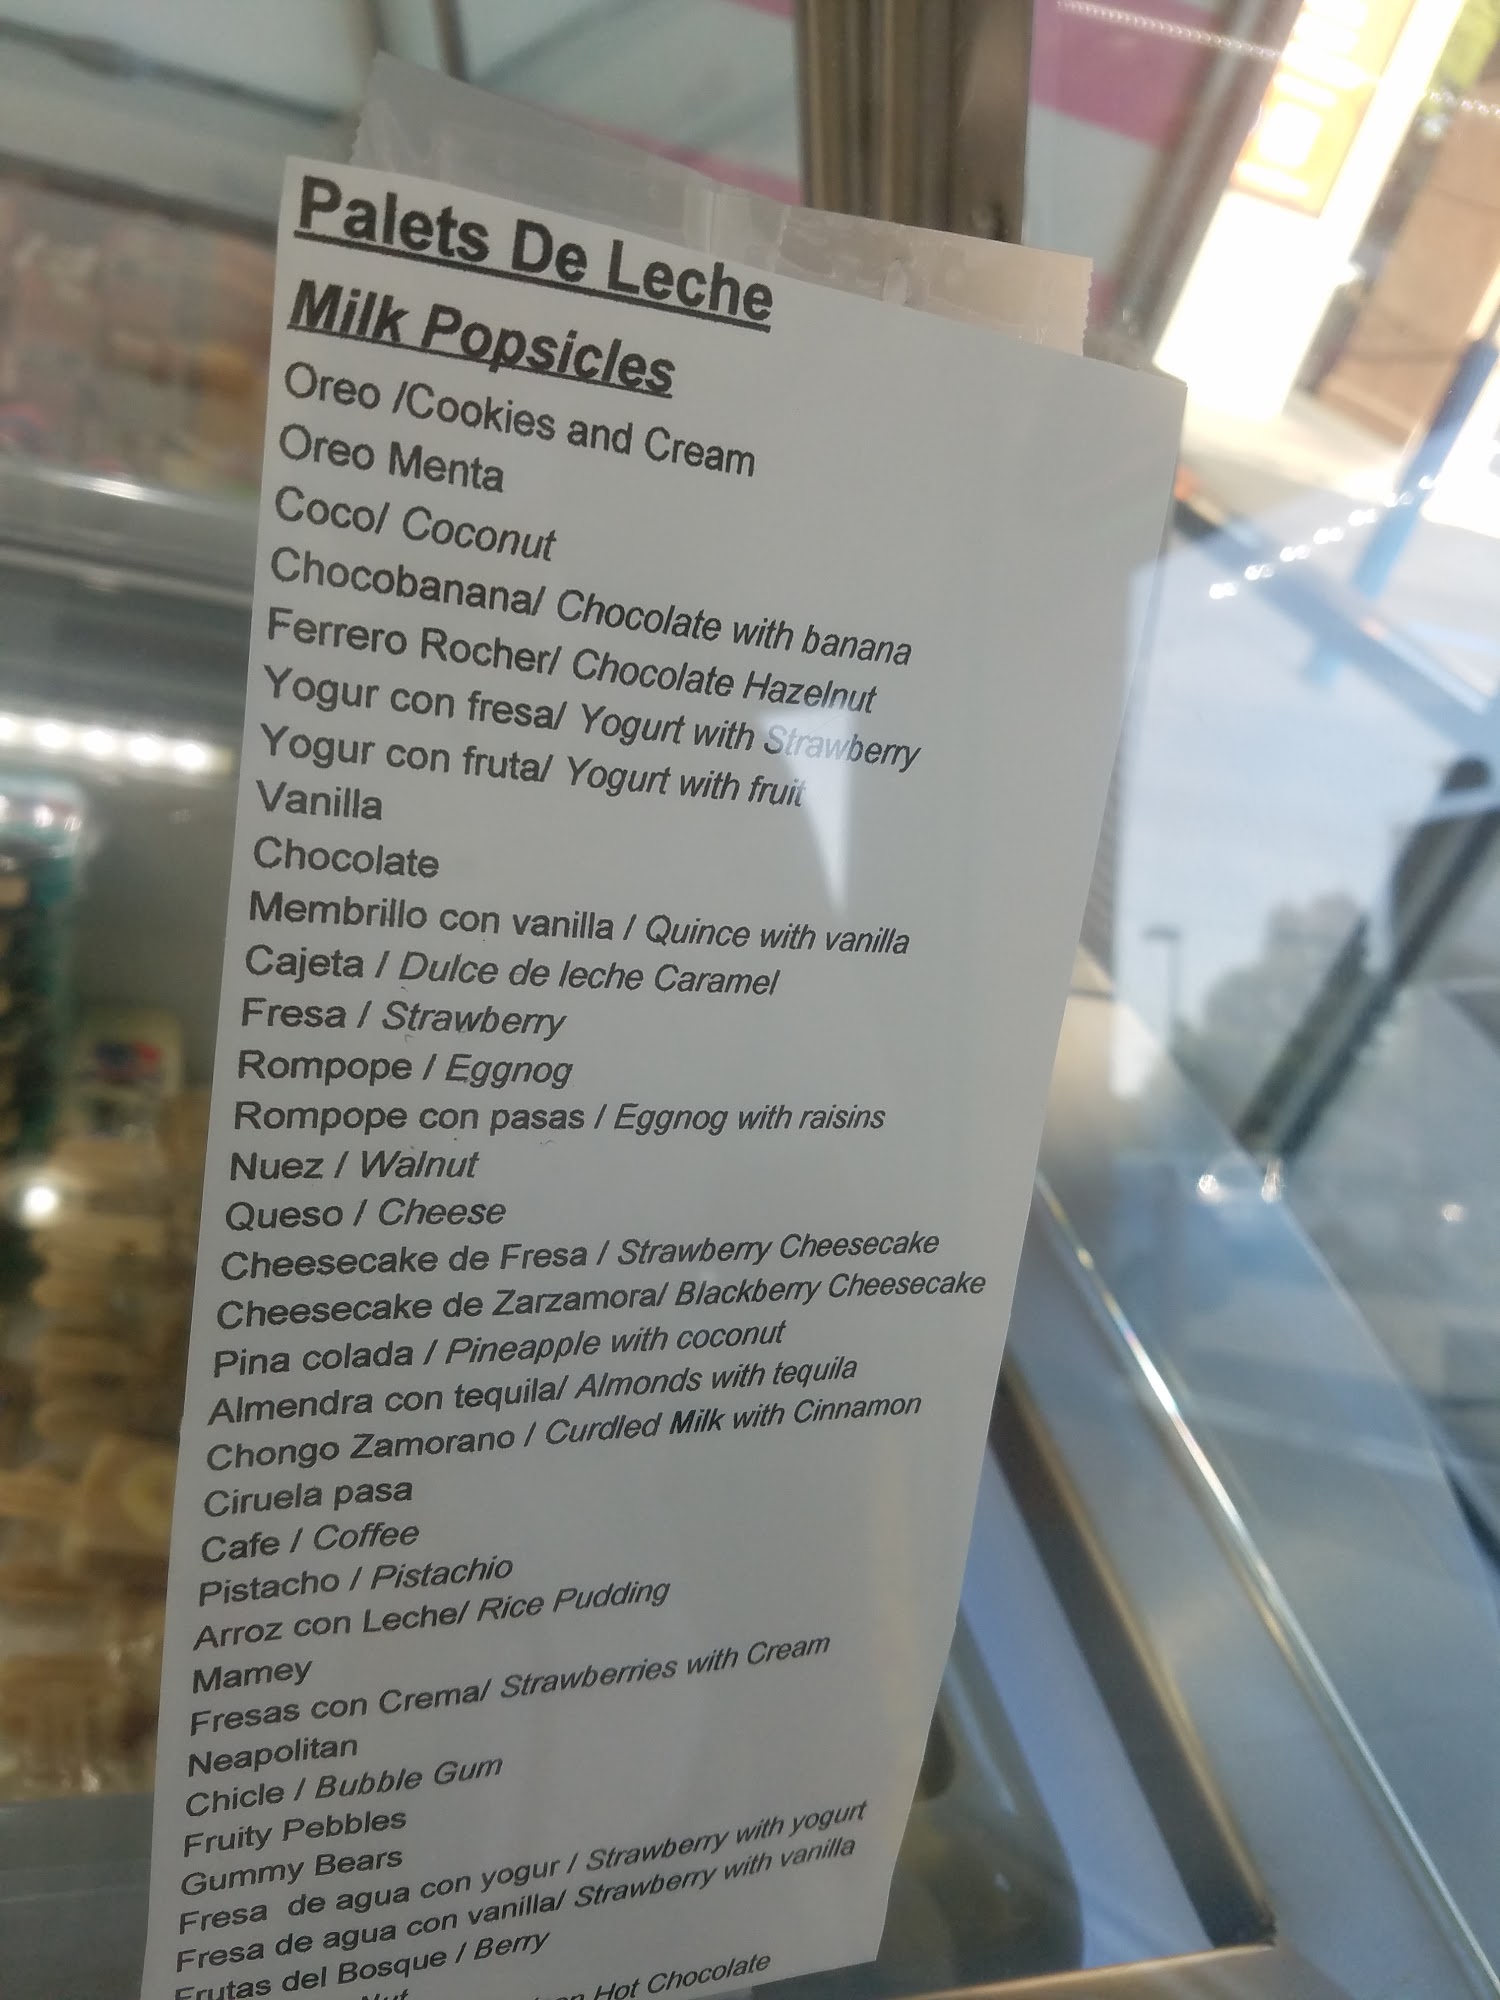 Palets De Leche
Milk Popsicles
Oreo /Cookies and Cream
Oreo Menta
Coco/ Coconut
Chocobanana/ Chocolate with banana
Ferrero Rocher/ Chocolate Hazelnut
Yogur con fresa/ Yogurt with Strawberry
Yogur con fruta/ Yogurt with fruit
Vanilla
Chocolate
Membrillo con vanilla / Quince with vanilla
Cajeta / Dulce de leche Caramel
Fresa / Strawberry
Rompope / Eggnog
Rompope con pasas / Eggnog with raisins
Nuez / Walnut
Queso / Cheese
Cheesecake de Fresa / Strawberry Cheesecake
Cheesecake de Zarzamora/ Blackberry Cheesecake
Pina colada / Pineapple with coconut
Almendra con tequila/ Almonds with tequila
Chongo Zamorano / Curdled Milk with Cinnamon
Ciruela pasa
Cafe / Coffee
Pistacho / Pistachio
Arroz con Leche/ Rice Pudding
Mamey
Fresas con Crema/ Strawberries with Cream
Neapolitan
Chicle / Bubble Gum
Fruity Pebbles
Gummy Bears
Fresa de agua con yogur / Strawberry with yogurt
Fresa de agua con vanilla/ Strawberry with vanilla
Frutas del Bosque / Berry
Nut
Hot Chocolate